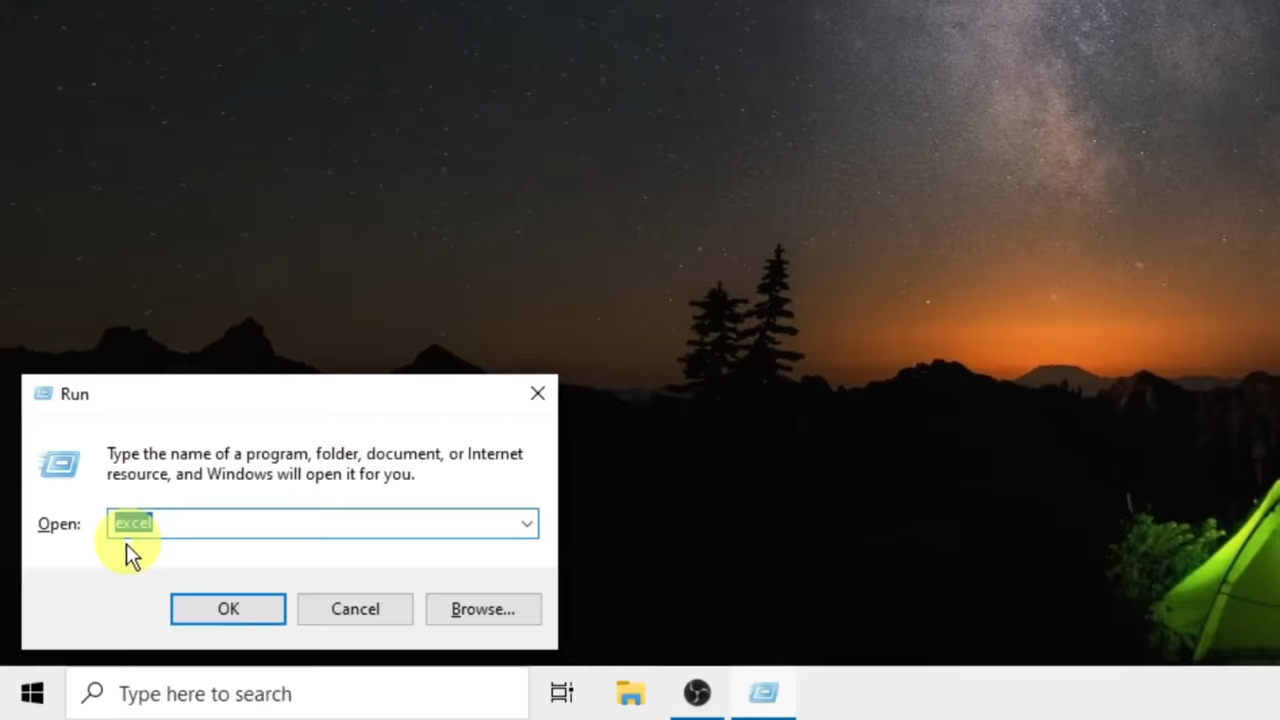 Run
Type the name of a program, folder, document, or Internet
resource, and Windows will open it for you.
Open: excel
OK Cancel Browse...
Type here to search